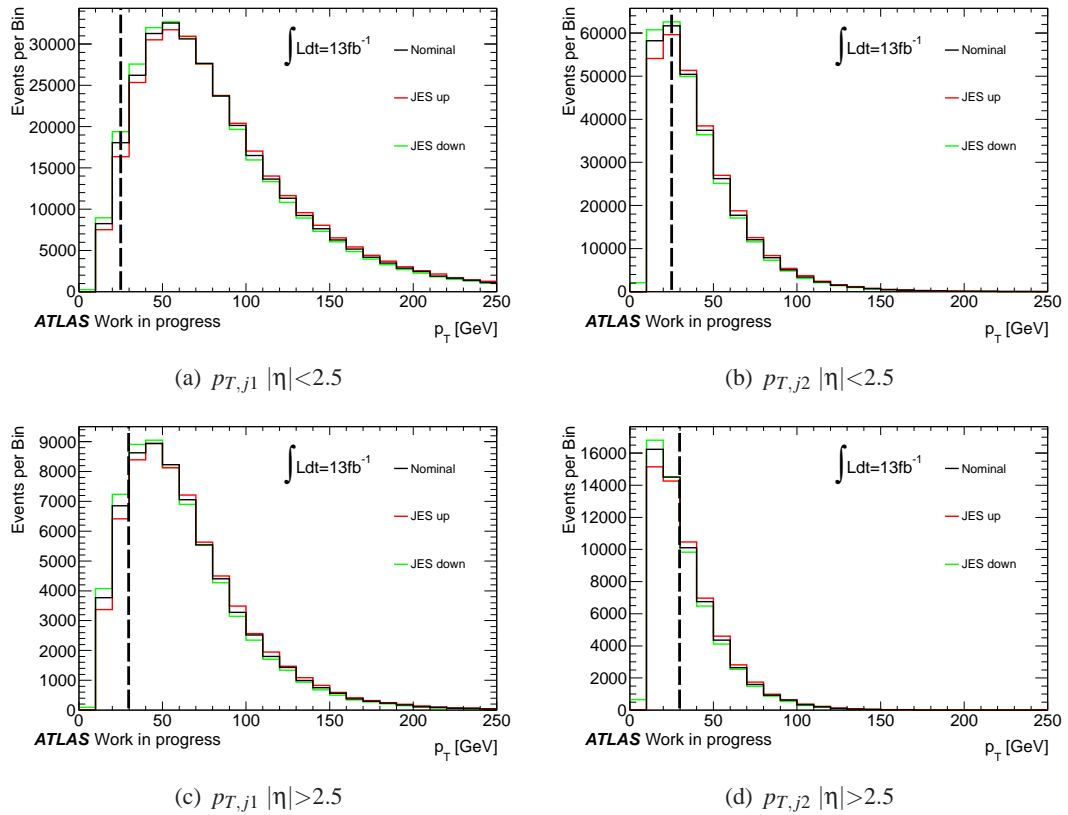 Events per Bin
30000
25000
20000
15000
10000
5000
0
0 50 100 150 200 250
p_T [GeV]
∫Ldt=13fb⁻¹
Nominal
JES up
JES down
ATLAS Work in progress
(a) p_{T,j1} |η|<2.5
Events per Bin
60000
50000
40000
30000
20000
10000
0
0 50 100 150 200 250
p_T [GeV]
∫Ldt=13fb⁻¹
Nominal
JES up
JES down
ATLAS Work in progress
(b) p_{T,j2} |η|<2.5
Events per Bin
9000
8000
7000
6000
5000
4000
3000
2000
1000
0
0 50 100 150 200 250
p_T [GeV]
∫Ldt=13fb⁻¹
Nominal
JES up
JES down
ATLAS Work in progress
(c) p_{T,j1} |η|>2.5
Events per Bin
16000
14000
12000
10000
8000
6000
4000
2000
0
0 50 100 150 200 250
p_T [GeV]
∫Ldt=13fb⁻¹
Nominal
JES up
JES down
ATLAS Work in progress
(d) p_{T,j2} |η|>2.5